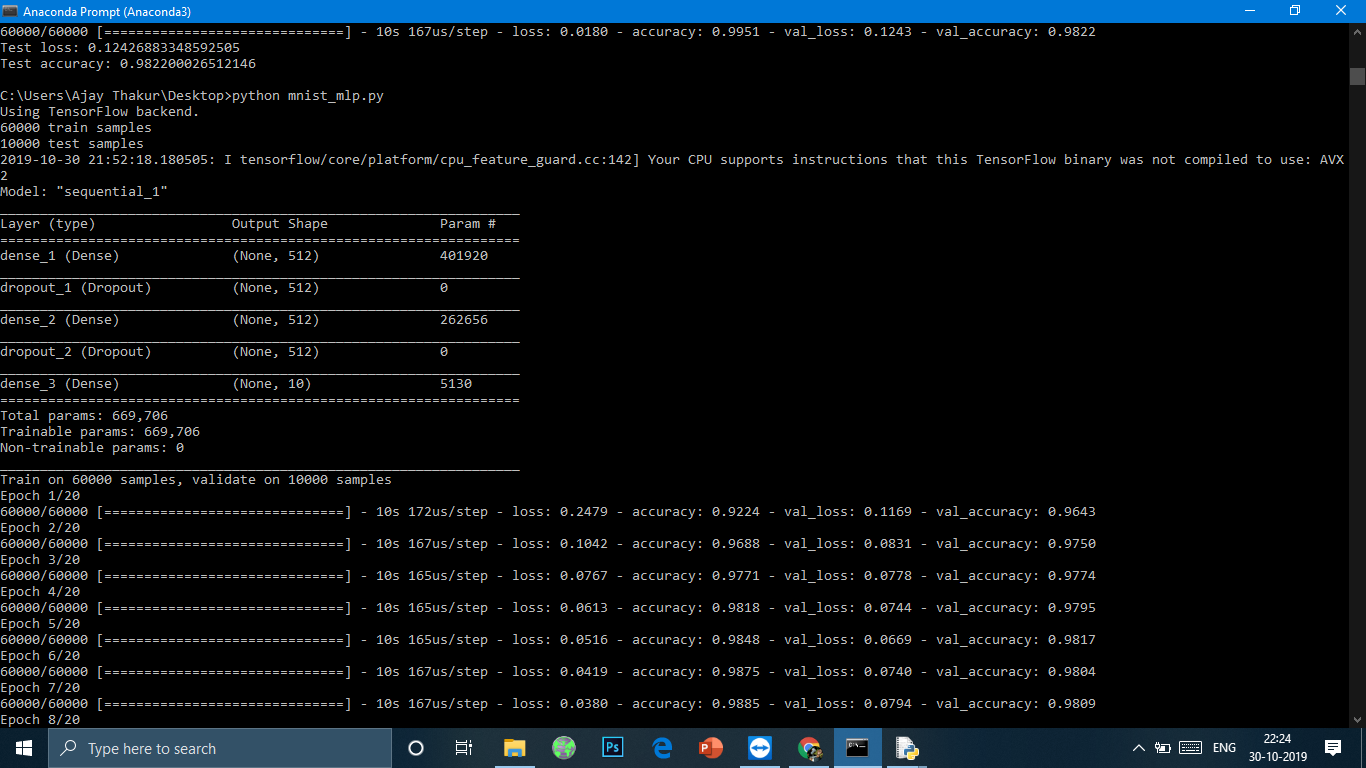 Anaconda Prompt (Anaconda3)
60000/60000 [==============================] - 10s 167us/step - loss: 0.0180 - accuracy: 0.9951 - val_loss: 0.1243 - val_accuracy: 0.9822
Test loss: 0.12426883348592505
Test accuracy: 0.982200026512146
C:\Users\Ajay Thakur\Desktop>python mnist_mlp.py
Using TensorFlow backend.
60000 train samples
10000 test samples
2019-10-30 21:52:18.180505: I tensorflow/core/platform/cpu_feature_guard.cc:142] Your CPU supports instructions that this TensorFlow binary was not compiled to use: AVX
2
Model: "sequential_1"
_________________________________________________________________
Layer (type)                 Output Shape              Param #
=================================================================
dense_1 (Dense)              (None, 512)               401920
_________________________________________________________________
dropout_1 (Dropout)          (None, 512)               0
_________________________________________________________________
dense_2 (Dense)              (None, 512)               262656
_________________________________________________________________
dropout_2 (Dropout)          (None, 512)               0
_________________________________________________________________
dense_3 (Dense)              (None, 10)                5130
=================================================================
Total params: 669,706
Trainable params: 669,706
Non-trainable params: 0
_________________________________________________________________
Train on 60000 samples, validate on 10000 samples
Epoch 1/20
60000/60000 [==============================] - 10s 172us/step - loss: 0.2479 - accuracy: 0.9224 - val_loss: 0.1169 - val_accuracy: 0.9643
Epoch 2/20
60000/60000 [==============================] - 10s 167us/step - loss: 0.1042 - accuracy: 0.9688 - val_loss: 0.0831 - val_accuracy: 0.9750
Epoch 3/20
60000/60000 [==============================] - 10s 165us/step - loss: 0.0767 - accuracy: 0.9771 - val_loss: 0.0778 - val_accuracy: 0.9774
Epoch 4/20
60000/60000 [==============================] - 10s 165us/step - loss: 0.0613 - accuracy: 0.9818 - val_loss: 0.0744 - val_accuracy: 0.9795
Epoch 5/20
60000/60000 [==============================] - 10s 165us/step - loss: 0.0516 - accuracy: 0.9848 - val_loss: 0.0669 - val_accuracy: 0.9817
Epoch 6/20
60000/60000 [==============================] - 10s 167us/step - loss: 0.0419 - accuracy: 0.9875 - val_loss: 0.0740 - val_accuracy: 0.9804
Epoch 7/20
60000/60000 [==============================] - 10s 167us/step - loss: 0.0380 - accuracy: 0.9885 - val_loss: 0.0794 - val_accuracy: 0.9809
Epoch 8/20
Type here to search
Ps
ENG
22:24
30-10-2019